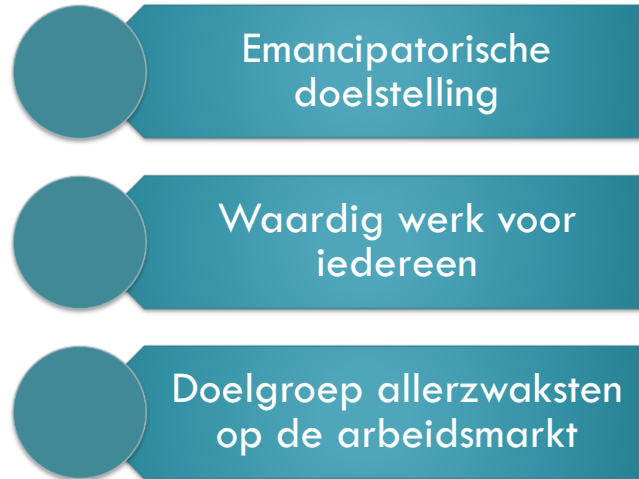 Emancipatorische
doelstelling
Waardig werk voor
iedereen
Doelgroep allerzwaksten
op de arbeidsmarkt